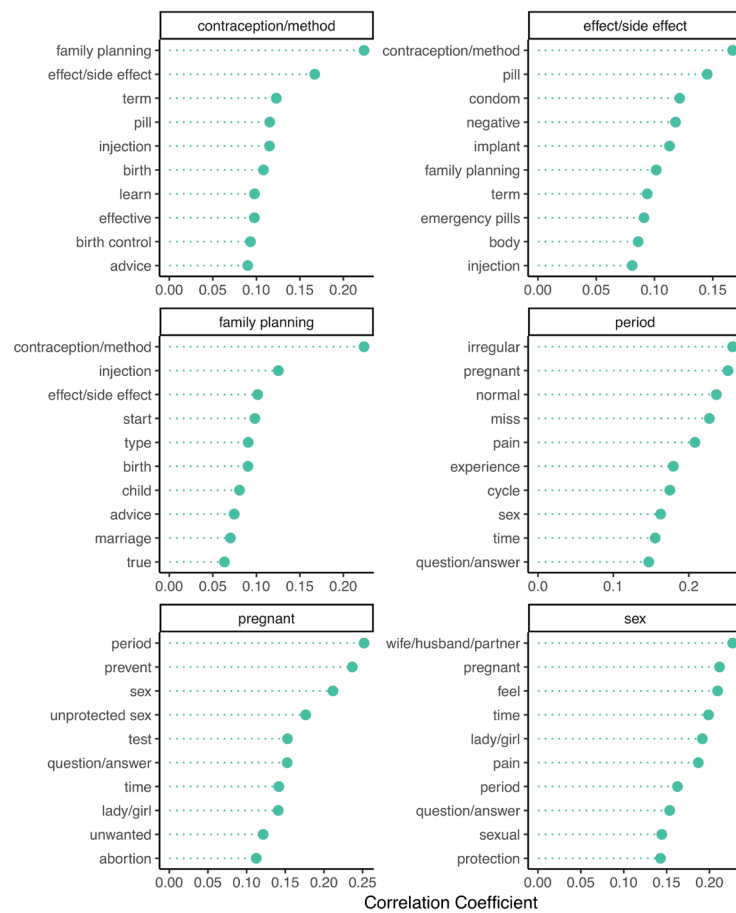 contraception/method
family planning
effect/side effect
term
pill
injection
birth
learn
effective
birth control
advice
0.00 0.05 0.10 0.15 0.20
effect/side effect
contraception/method
pill
condom
negative
implant
family planning
term
emergency pills
body
injection
0.00 0.05 0.10 0.15
family planning
contraception/method
injection
effect/side effect
start
type
birth
child
advice
marriage
true
0.00 0.05 0.10 0.15 0.20
period
irregular
pregnant
normal
miss
pain
experience
cycle
sex
time
question/answer
0.0 0.1 0.2
pregnant
period
prevent
sex
unprotected sex
test
question/answer
time
lady/girl
unwanted
abortion
0.00 0.05 0.10 0.15 0.20 0.25
sex
wife/husband/partner
pregnant
feel
time
lady/girl
pain
period
question/answer
sexual
protection
0.00 0.05 0.10 0.15 0.20
Correlation Coefficient